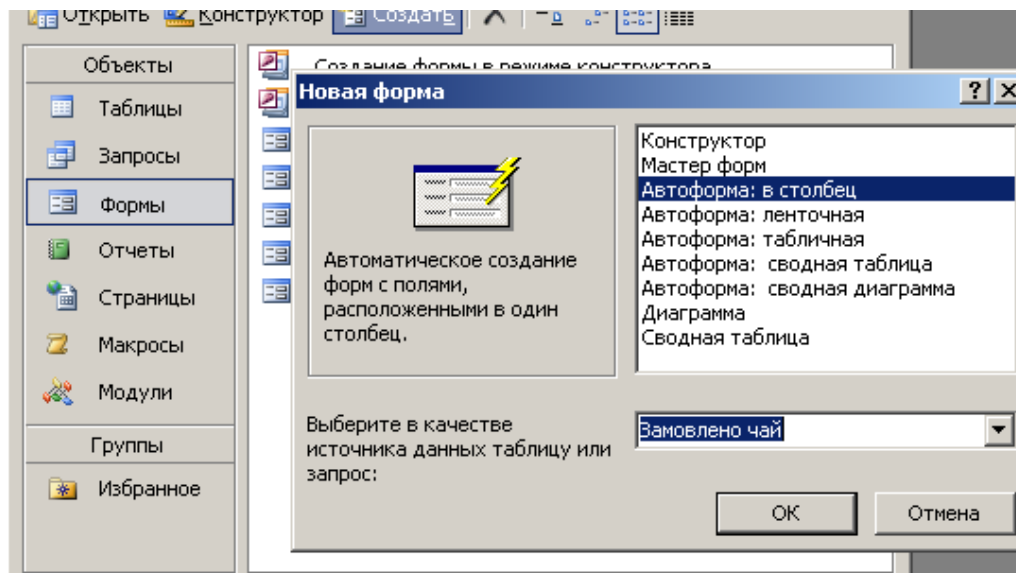 Открыть Конструктор Создать
Объекты
Таблицы
Запросы
Формы
Отчеты
Страницы
Макросы
Модули
Группы
Избранное
Создание формы в режиме конструктора
Новая форма
Автоматическое создание
форм с полями,
расположенными в один
столбец.
Конструктор
Мастер форм
Автоформа: в столбец
Автоформа: ленточная
Автоформа: табличная
Автоформа: сводная таблица
Автоформа: сводная диаграмма
Диаграмма
Сводная таблица
Выберите в качестве
источника данных таблицу или
запрос:
Замовлено чай
ОК
Отмена